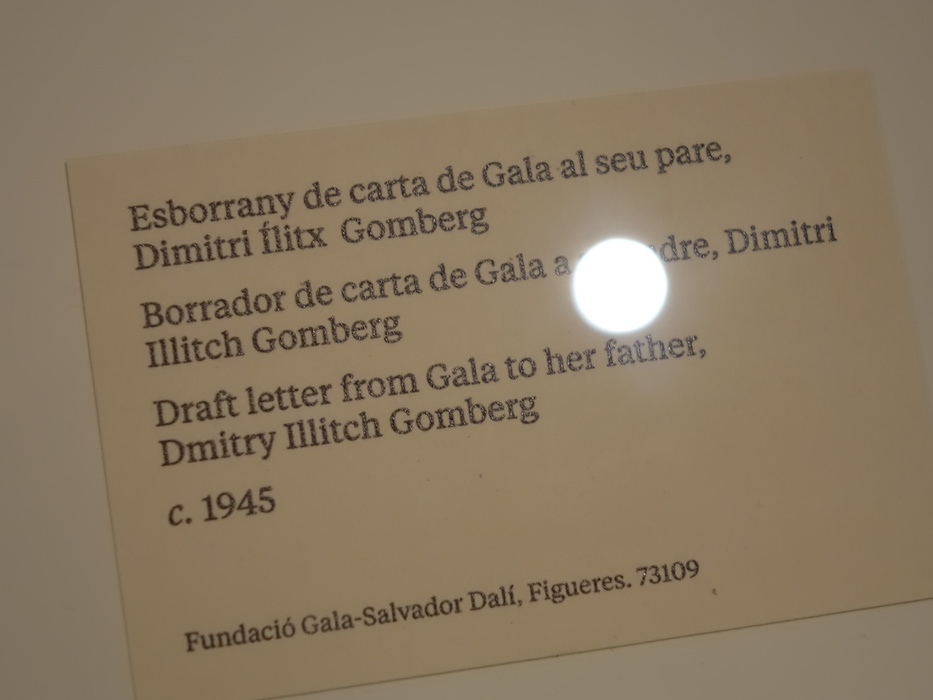 Esborrany de carta de Gala al seu pare,
Dimitri Ílitx Gomberg
Borrador de carta de Gala a Dimitri
Illitch Gomberg
Draft letter from Gala to her father,
Dmitry Illitch Gomberg
c. 1945
Fundació Gala-Salvador Dalí, Figueres. 73109